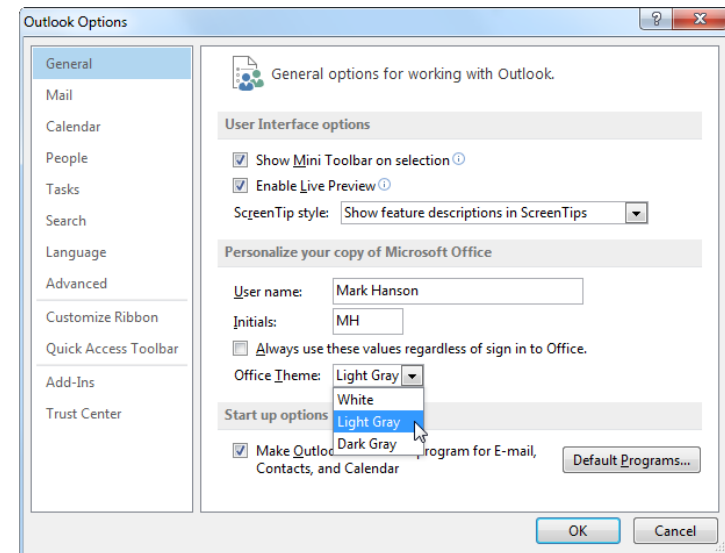 Outlook Options
?
General
Mail
Calendar
People
Tasks
Search
Language
Advanced
Customize Ribbon
Quick Access Toolbar
Add-Ins
Trust Center
General options for working with Outlook.
User Interface options
Show Mini Toolbar on selection
Enable Live Preview
ScreenTip style: Show feature descriptions in ScreenTips
Personalize your copy of Microsoft Office
User name: Mark Hanson
Initials: MH
Always use these values regardless of sign in to Office.
Office Theme: Light Gray
White
Light Gray
Dark Gray
Start up options
Make program for E-mail,
Contacts, and Calendar
Default Programs...
OK Cancel